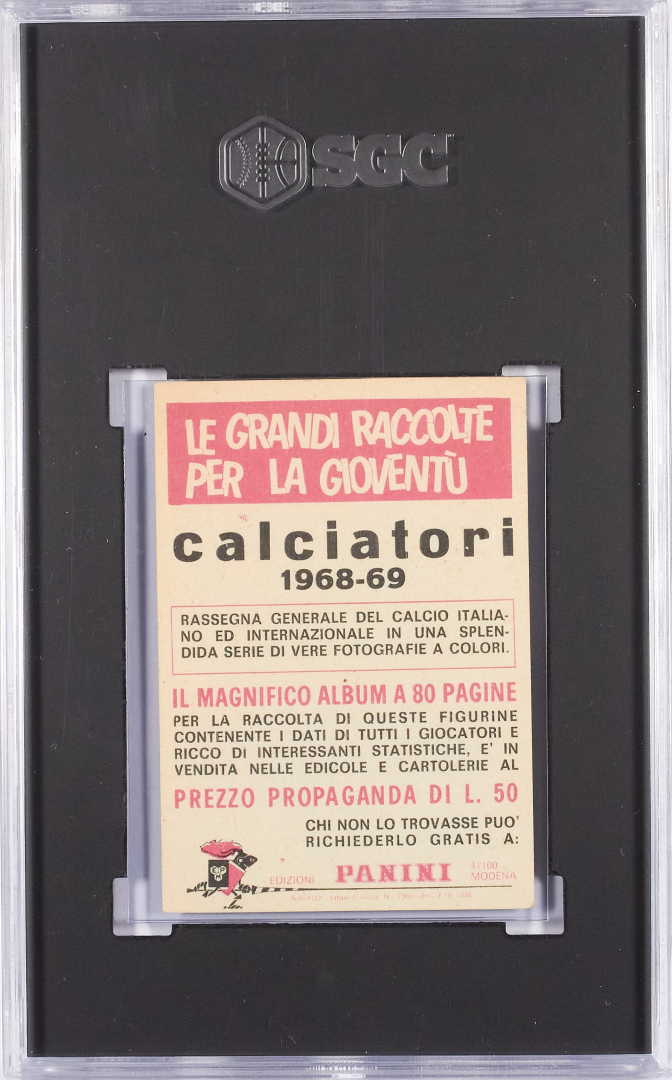 SGC
LE GRANDI RACCOLTE
PER LA GIOVENTÙ
calciatori
1968-69
RASSEGNA GENERALE DEL CALCIO ITALIA-
NO ED INTERNAZIONALE IN UNA SPLEN-
DIDA SERIE DI VERE FOTOGRAFIE A COLORI.
IL MAGNIFICO ALBUM A 80 PAGINE
PER LA RACCOLTA DI QUESTE FIGURINE
CONTENENTE I DATI DI TUTTI I GIOCATORI E
RICCO DI INTERESSANTI STATISTICHE, E' IN
VENDITA NELLE EDICOLE E CARTOLERIE AL
PREZZO PROPAGANDA DI L. 50
CHI NON LO TROVASSE PUO'
RICHIEDERLO GRATIS A:
EDIZIONI PANINI 41100
MODENA